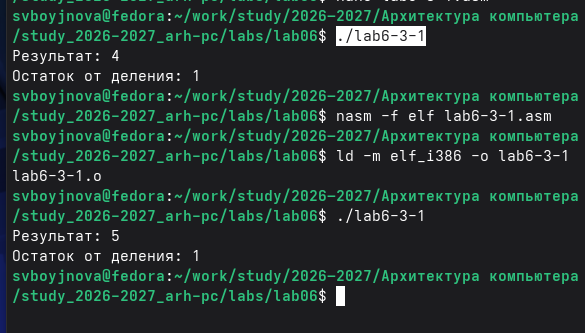 svboyjnova@fedora:~/work/study/2026-2027/Архитектура компьютера
/study_2026-2027_arh-pc/labs/lab06$ ./lab6-3-1
Результат: 4
Остаток от деления: 1
svboyjnova@fedora:~/work/study/2026-2027/Архитектура компьютера
/study_2026-2027_arh-pc/labs/lab06$ nasm -f elf lab6-3-1.asm
svboyjnova@fedora:~/work/study/2026-2027/Архитектура компьютера
/study_2026-2027_arh-pc/labs/lab06$ ld -m elf_i386 -o lab6-3-1
lab6-3-1.o
svboyjnova@fedora:~/work/study/2026-2027/Архитектура компьютера
/study_2026-2027_arh-pc/labs/lab06$ ./lab6-3-1
Результат: 5
Остаток от деления: 1
svboyjnova@fedora:~/work/study/2026-2027/Архитектура компьютера
/study_2026-2027_arh-pc/labs/lab06$